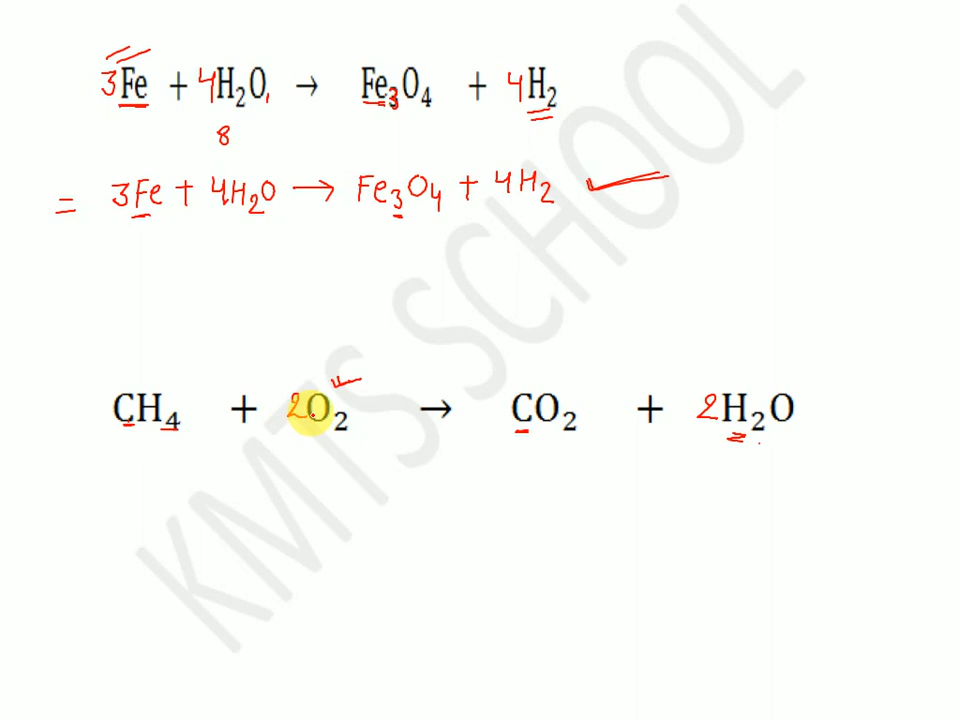 3Fe + 4H₂O → Fe₃O₄ + 4H₂
8
= 3Fe + 4H₂O → Fe₃O₄ + 4H₂
CH₄ + 2O₂ → CO₂ + 2H₂O
KMTS SCHOOL